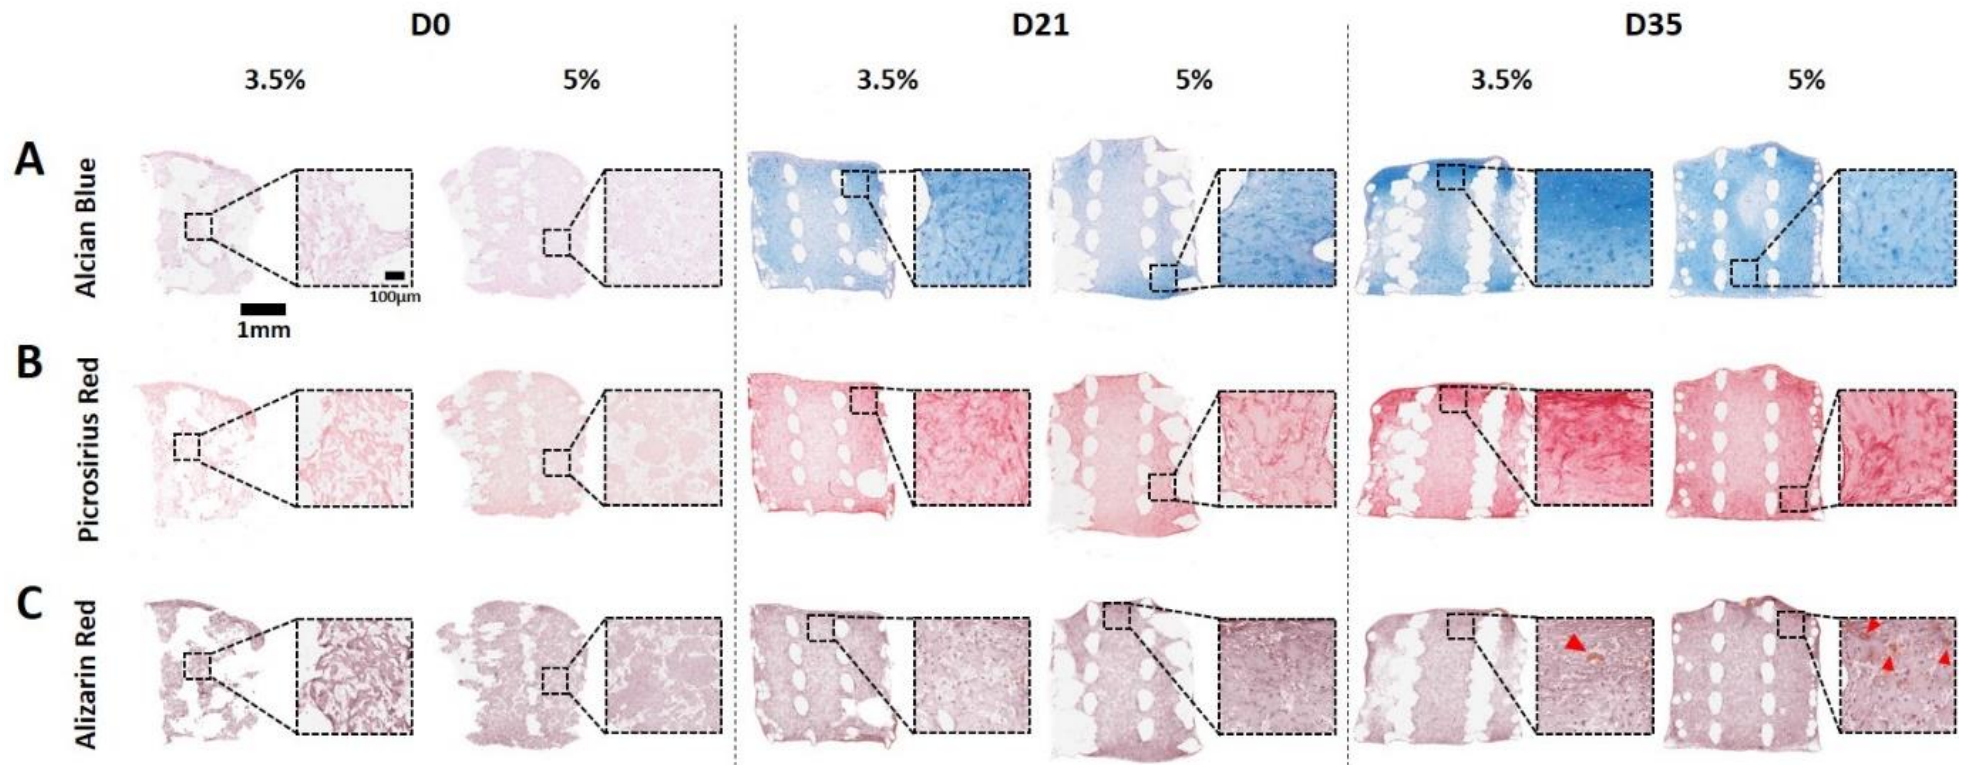 D0 D21 D35
3.5% 5% 3.5% 5% 3.5% 5%
A
Alcian Blue
100µm
1mm
B
Picrosirius Red
C
Alizarin Red